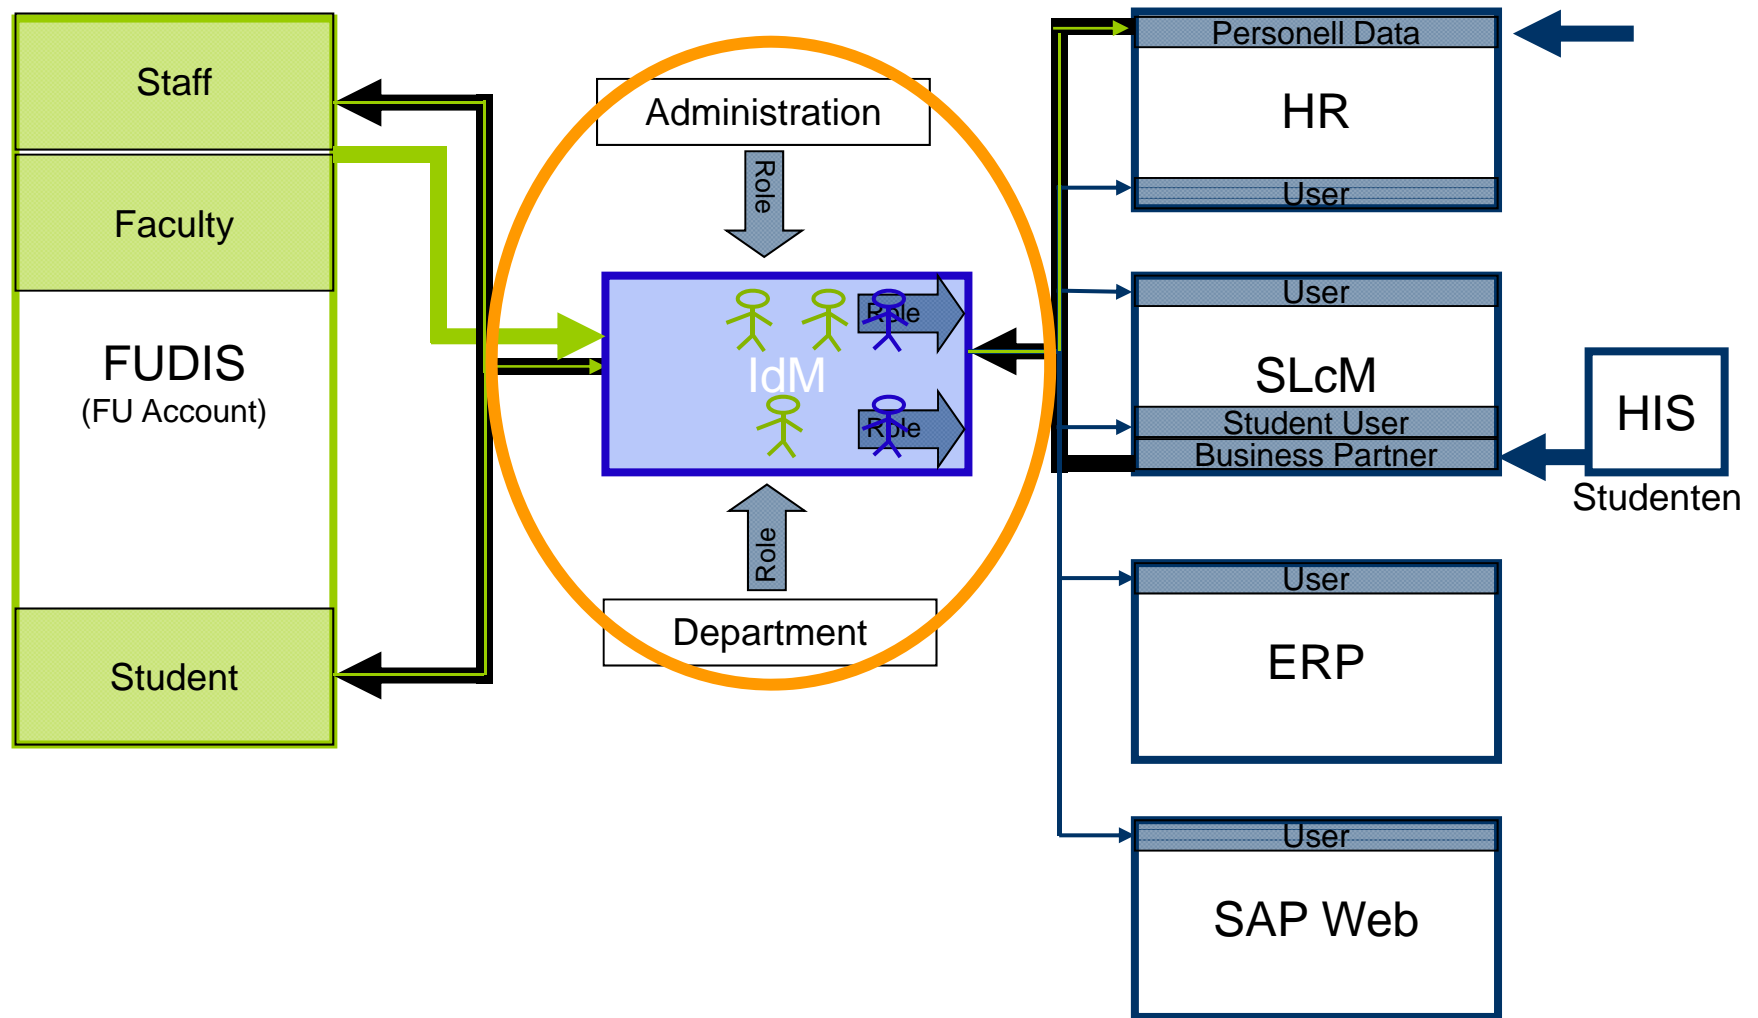 Staff
Faculty
FUDIS
(FU Account)
Student
Administration
Role
Role
IdM
Role
Role
Department
Personell Data
HR
User
User
SLcM
Student User
Business Partner
HIS
Studenten
User
ERP
User
SAP Web